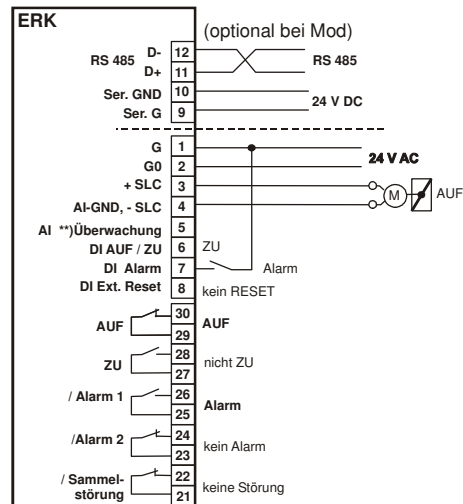 ERK
(optional bei Mod)
RS 485 D- 12 RS 485
D+ 11
Ser. GND 10 24 V DC
Ser. G 9
G 1 24 V AC
G0 2
+ SLC 3 M AUF
AI-GND, - SLC 4
AI **)Überwachung 5
DI AUF / ZU 6 ZU
DI Alarm 7 Alarm
DI Ext. Reset 8 kein RESET
AUF 30 AUF
29
ZU 28 nicht ZU
27
/ Alarm 1 26 Alarm
25
/Alarm 2 24 kein Alarm
23
/ Sammel- 22 keine Störung
störung 21